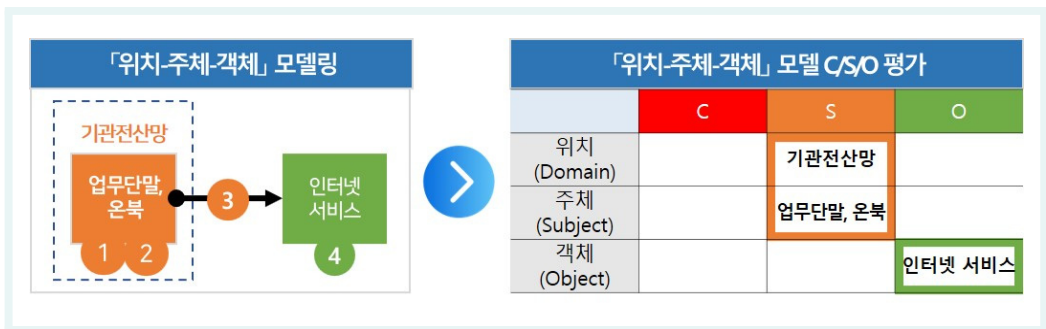 「위치-주체-객체」 모델링
기관전산망
업무단말,
온북
1 2
3
인터넷
서비스
4
「위치-주체-객체」 모델 C/S/O 평가
C S O
위치
(Domain)
기관전산망
주체
(Subject)
업무단말, 온북
객체
(Object)
인터넷 서비스